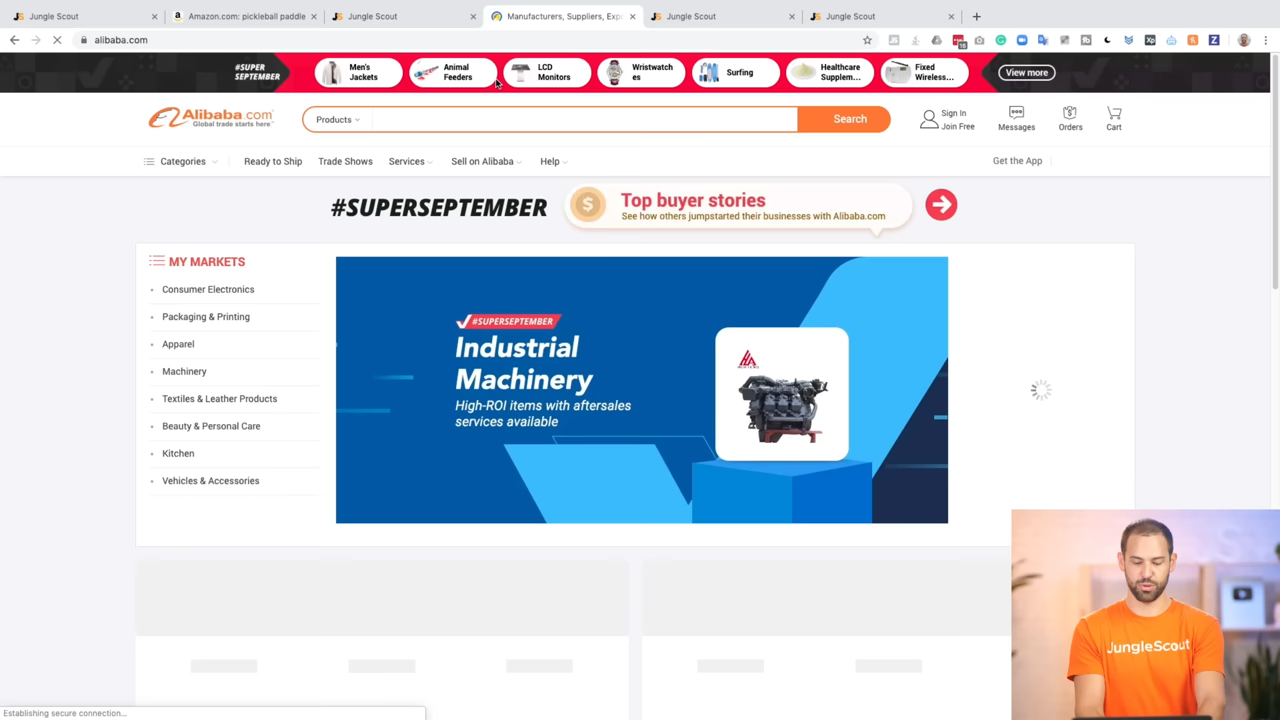 Jungle Scout
Amazon.com: pickleball paddle
Jungle Scout
Manufacturers, Suppliers, Expo
Jungle Scout
Jungle Scout
alibaba.com
#SUPER
SEPTEMBER
Men's
Jackets
Animal
Feeders
LCD
Monitors
Wristwatch
es
Surfing
Healthcare
Supplem...
Fixed
Wireless...
View more
Alibaba.com
Global trade starts here™
Products
Search
Sign In
Join Free
Messages
Orders
Cart
Categories
Ready to Ship
Trade Shows
Services
Sell on Alibaba
Help
Get the App
#SUPERSEPTEMBER
Top buyer stories
See how others jumpstarted their businesses with Alibaba.com
MY MARKETS
Consumer Electronics
Packaging & Printing
Apparel
Machinery
Textiles & Leather Products
Beauty & Personal Care
Kitchen
Vehicles & Accessories
#SUPERSEPTEMBER
Industrial
Machinery
High-ROI items with aftersales
services available
JungleScout
Establishing secure connection...